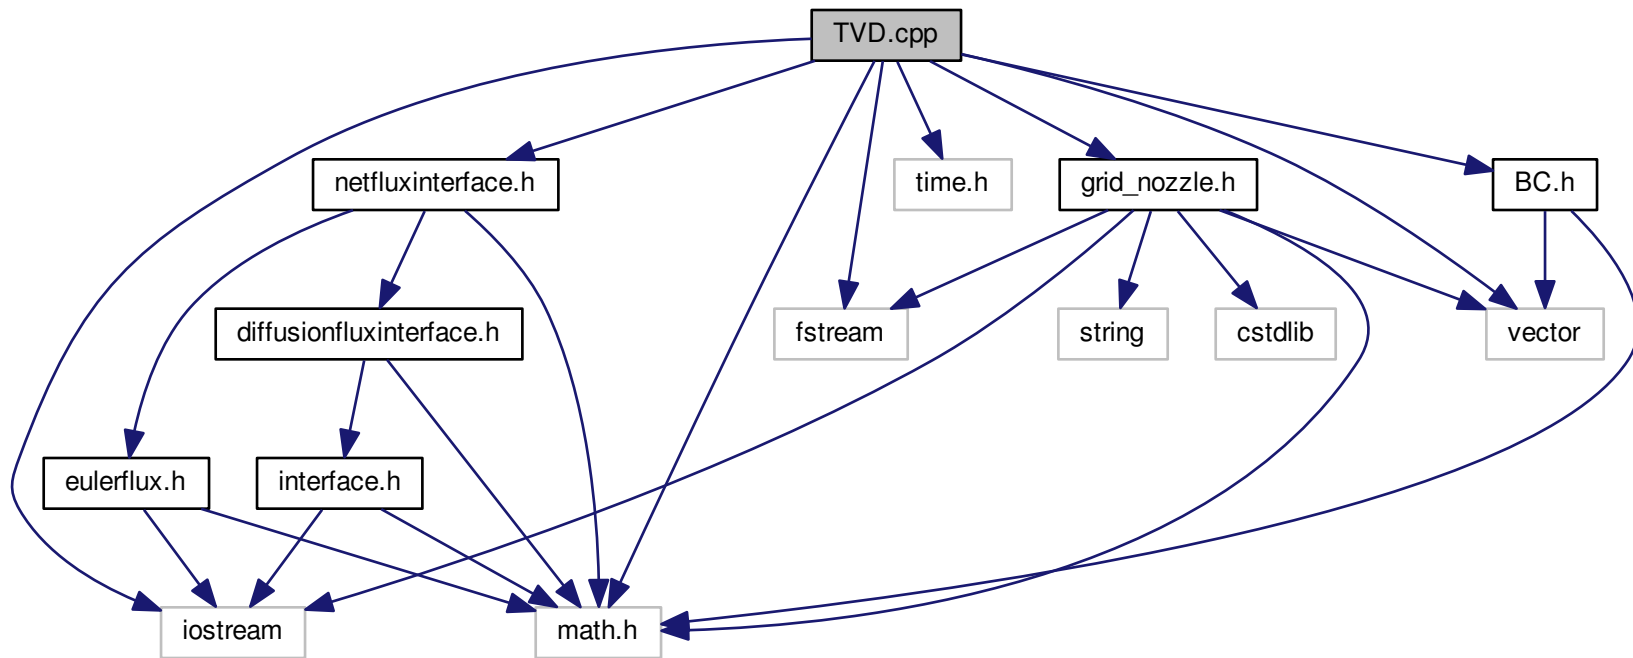 TVD.cpp
netfluxinterface.h
time.h
grid_nozzle.h
BC.h
diffusionfluxinterface.h
fstream
string
cstdlib
vector
eulerflux.h
interface.h
iostream
math.h